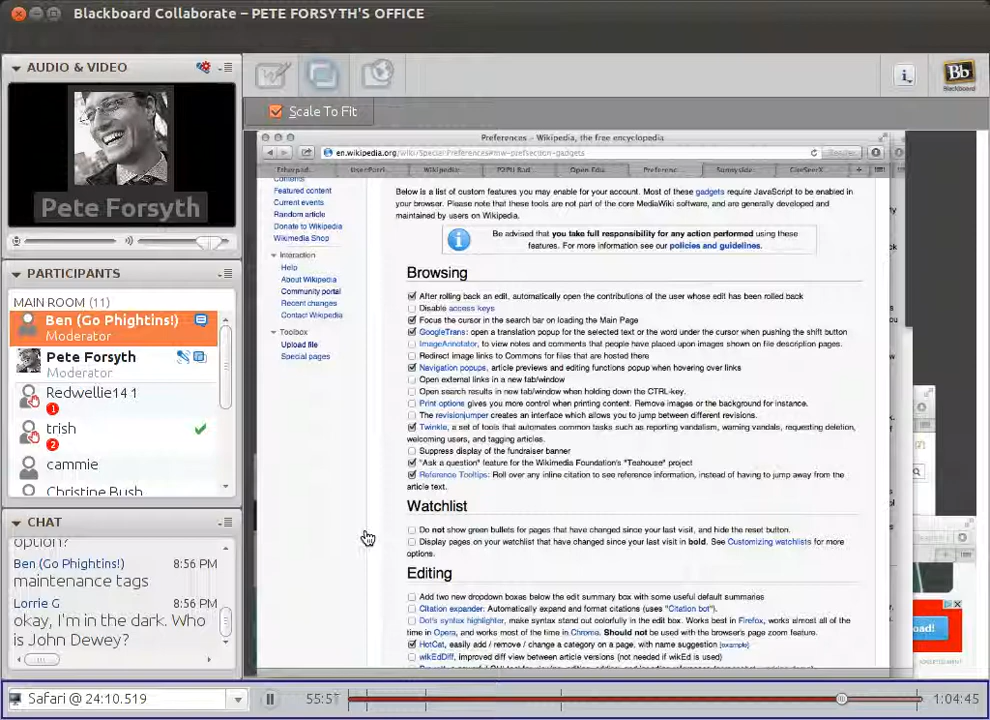 Blackboard Collaborate – PETE FORSYTH'S OFFICE
AUDIO & VIDEO
Pete Forsyth
PARTICIPANTS
MAIN ROOM (11)
Ben (Go Phightins!)
Moderator
Pete Forsyth
Moderator
Redwellie14 1
1
trish
2
cammie
Christine Bush
CHAT
option?
Ben (Go Phightins!) 8:56 PM
maintenance tags
Lorrie G 8:56 PM
okay, I'm in the dark. Who
is John Dewey?
Bb
Blackboard
Scale To Fit
Preferences – Wikipedia, the free encyclopedia
en.wikipedia.org/wiki/Special:Preferences#mw-prefsection-gadgets
Contents
Featured content
Current events
Random article
Donate to Wikipedia
Wikimedia Shop
Interaction
Help
About Wikipedia
Community portal
Recent changes
Contact Wikipedia
Toolbox
Upload file
Special pages
Below is a list of custom features you may enable for your account. Most of these gadgets require JavaScript to be enabled in
your browser. Note that these tools are not part of the core MediaWiki software, and are generally developed and
maintained by users on Wikipedia.
Be advised that you take full responsibility for any action performed using these
features. For more information see our policies and guidelines.
Browsing
After rolling back an edit, automatically open the contributions of the user whose edit has been rolled back
Disable access keys
Focus the cursor in the search bar on loading the Main Page
GoogleTrans: open a translation popup for the selected text or the word under the cursor when pushing the shift button
ImageAnnotator, to view notes and comments that people have placed upon images shown on file description pages.
Redirect image links to Commons for files that are hosted there
Navigation popups, article previews and editing functions popup when hovering over links
Open external links in a new tab/window
Open search results in new tab/window when holding down the CTRL-key.
Print options gives you more control when printing content. Remove images or the background for instance.
The revisionjumper creates an interface which allows you to jump between different revisions.
Twinkle, a set of tools that automates common tasks such as reporting vandalism, warning vandals, requesting deletion,
welcoming users, and tagging articles.
Suppress display of the fundraiser banner
"Ask a question" feature for the Wikimedia Foundation's "Teahouse" project
Reference Tooltips: Roll over any inline citation to see reference information, instead of having to jump away from the
article text.
Watchlist
Do not show green bullets for pages that have changed since your last visit, and hide the reset button.
Display pages on your watchlist that have changed since your last visit in bold. See Customizing watchlists for more
options.
Editing
Add two new dropdown boxes below the edit summary box with some useful default summaries
Citation expander: Automatically expand and format citations (uses "Citation bot").
Dot's syntax highlighter, make syntax stand out colorfully in the edit box. Works best in Firefox, works almost all of the
time in Opera, and works most of the time in Chrome. Should not be used with the browser's page zoom feature.
HotCat, easily add / remove / change a category on a page, with name suggestion [example]
wikEdDiff, improved diff view between article versions (not needed if wikEd is used)
Safari @ 24:10.519
55:5
1:04:45